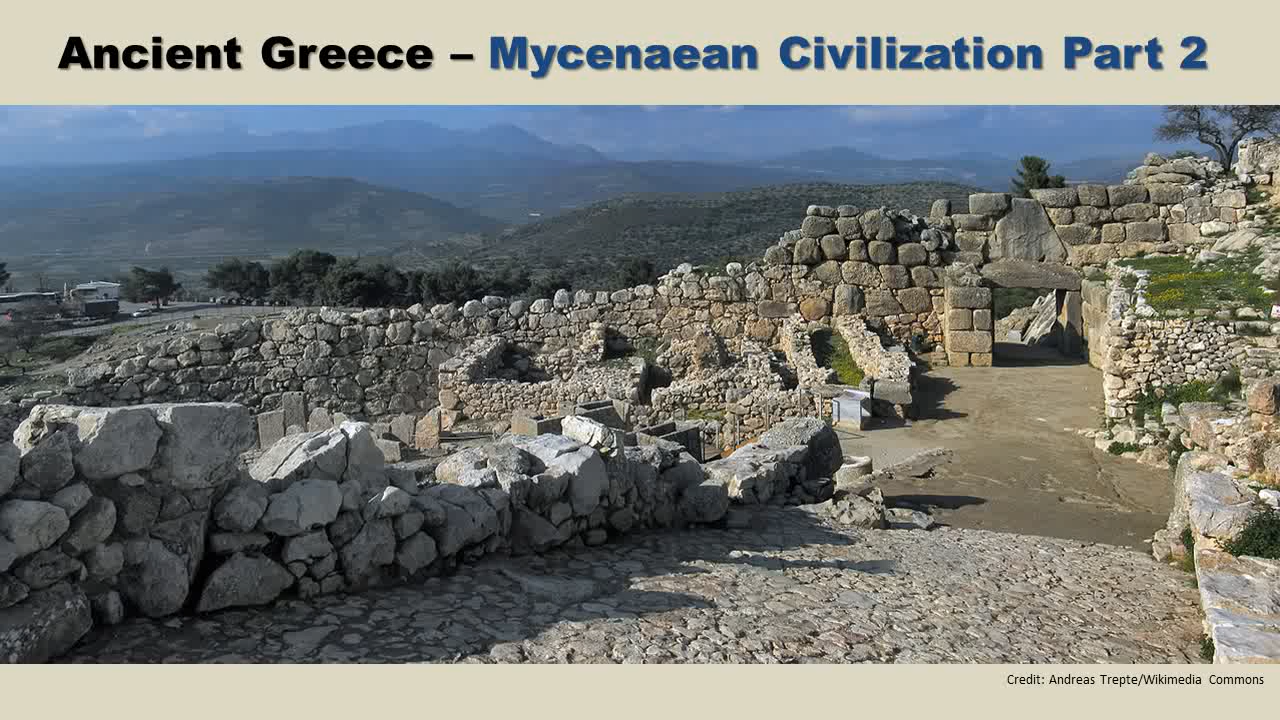 Ancient Greece – Mycenaean Civilization Part 2
Credit: Andreas Trepte/Wikimedia Commons